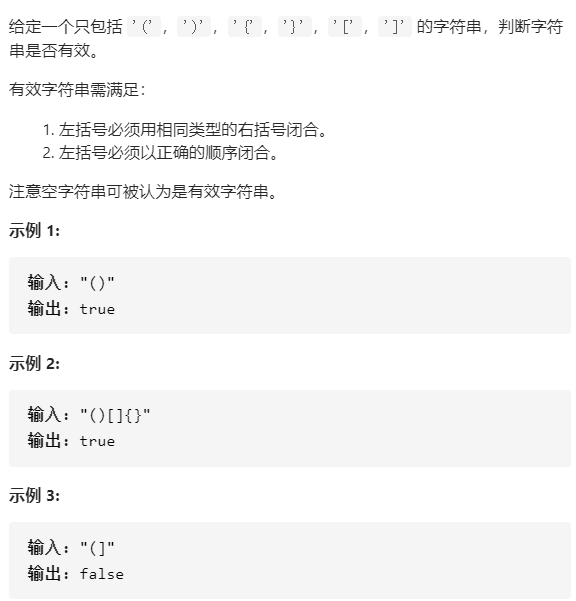 给定一个只包括 '(', ')', '{', '}', '[', ']' 的字符串，判断字符
串是否有效。
有效字符串需满足：
1. 左括号必须用相同类型的右括号闭合。
2. 左括号必须以正确的顺序闭合。
注意空字符串可被认为是有效字符串。
示例 1:
输入: "()"
输出: true
示例 2:
输入: "()[]{}"
输出: true
示例 3:
输入: "(]"
输出: false